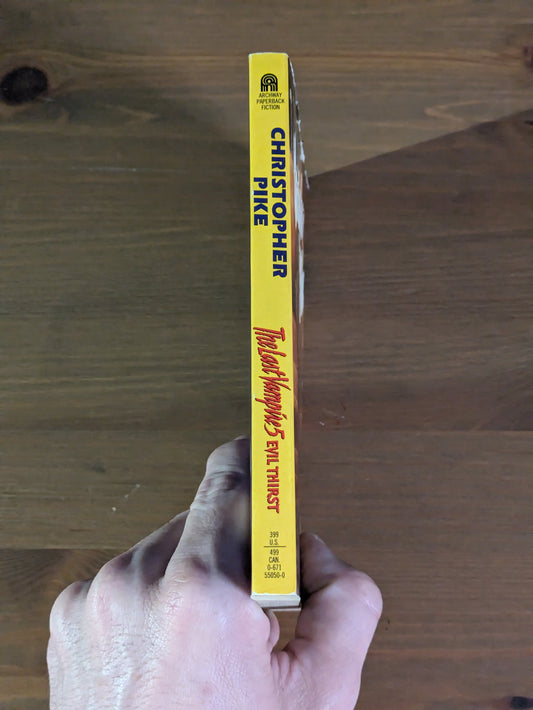 ARCHWAY
PAPERBACK
FICTION
CHRISTOPHER
PIKE
The Last Vampire 5 EVIL THIRST
399
U.S.
499
CAN
0-671
55050-0